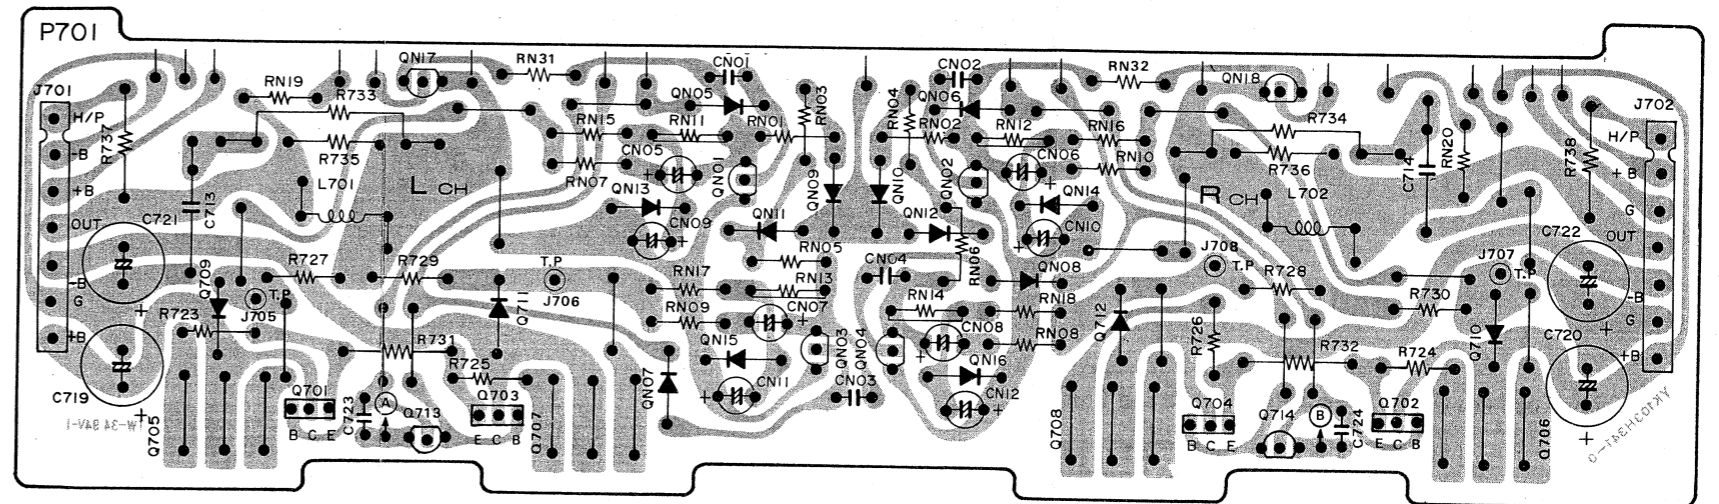 P701
QN17
RN31
CN01
CN02
RN32
QN18
J701
RN19
R733
QN05
RN03
RN04
QN06
R734
J702
H/P
R737
RN15
RN11
RN01
RN02
RN12
RN16
RN20
R738
H/P
-B
R735
CN05
QN01
QN09
QN10
QN02
CN06
RN10
R736
C714
+B
+B
L701
L CH
RN07
QN13
QN14
R CH
L702
G
OUT
C721
C713
CN09
QN11
QN12
CN10
C722
OUT
RN05
RN06
J708
T.P
J707
T.P
-B
Q709
R727
R729
T.P
J706
RN17
RN13
CN04
QN08
R728
-B
G
T.P
J705
R723
Q711
RN09
CN07
RN14
RN18
Q712
R726
R730
Q710
G
+B
R731
R725
QN15
QN03
QN04
CN08
RN08
R732
R724
C720
+B
C719
Q701
C723
A
Q703
QN07
CN11
CN03
QN16
CN12
Q704
B
Q702
Q705
B C E
Q713
E C B
Q707
Q708
B C E
Q714
C724
E C B
Q706